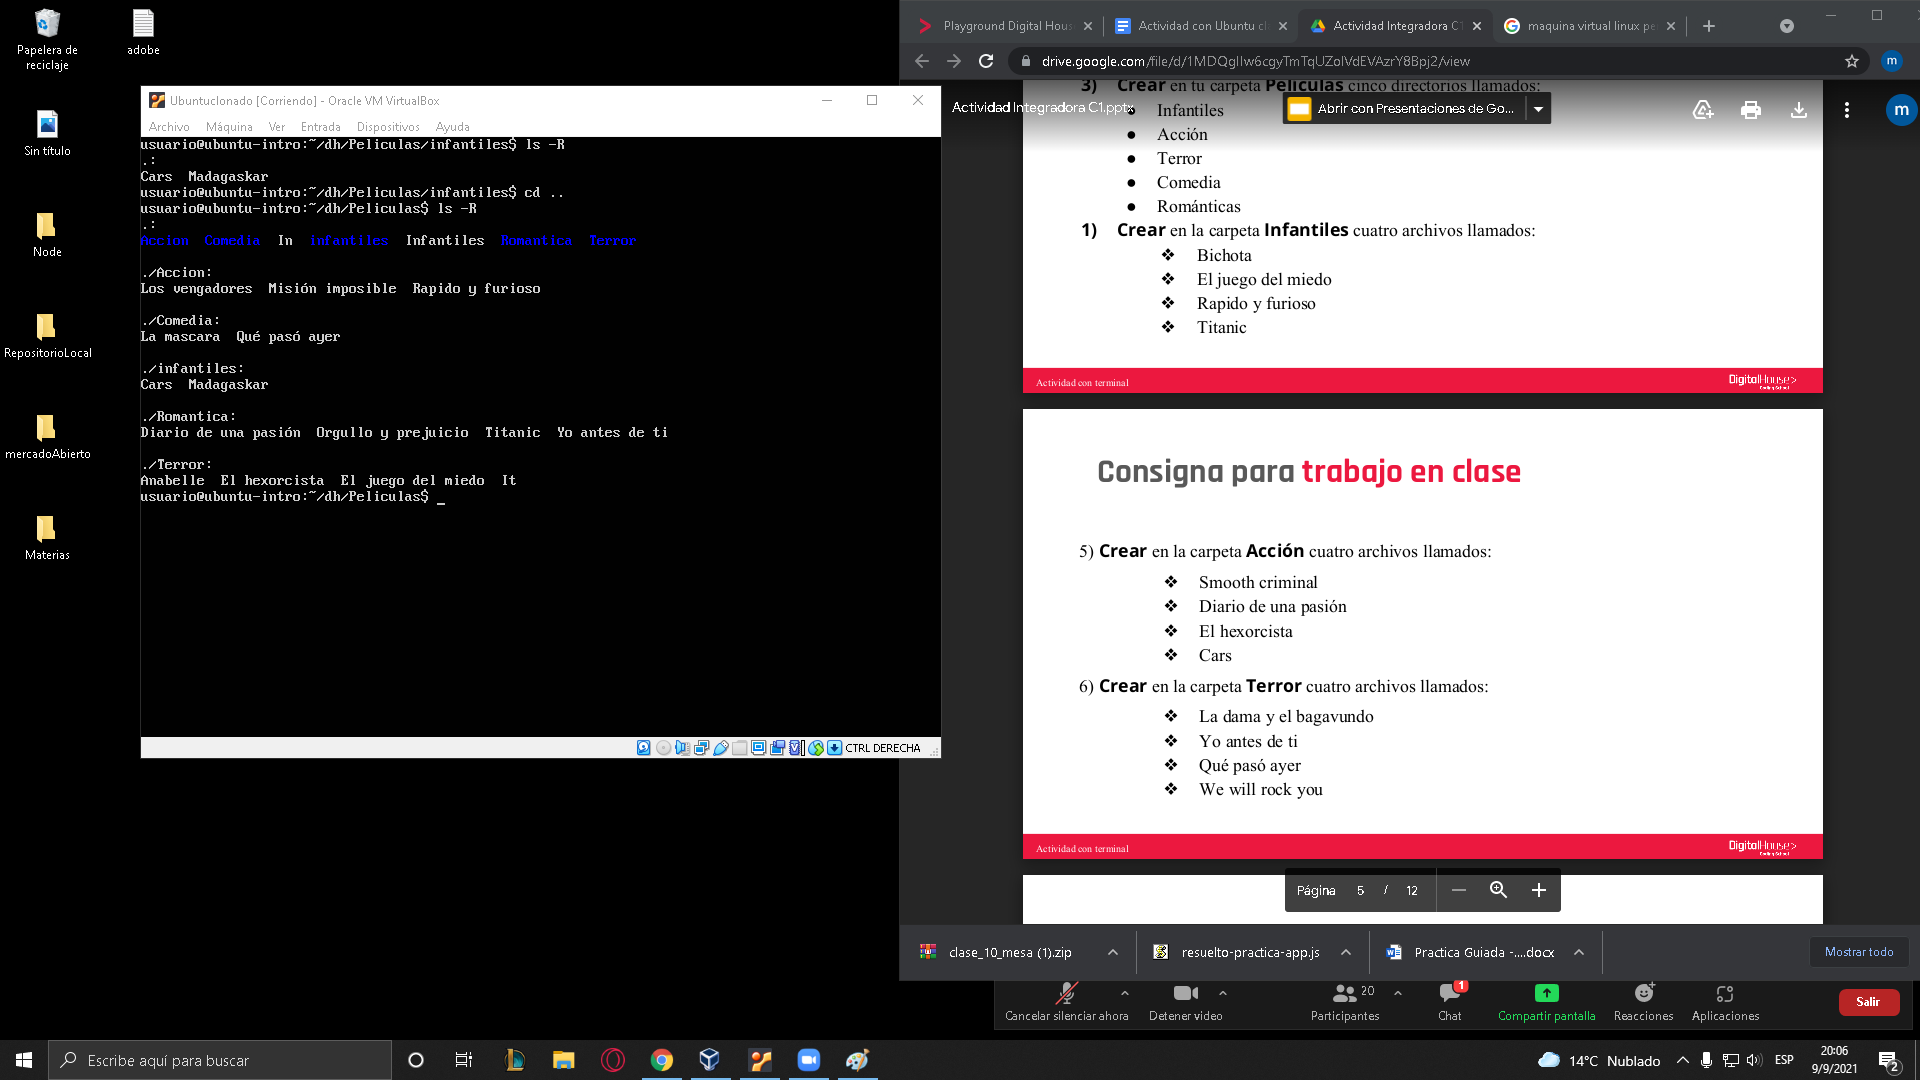 Papelera de
reciclaje
adobe
Sin título
Node
RepositorioLocal
mercadoAbierto
Materias
Ubuntuclonado [Corriendo] - Oracle VM VirtualBox
Archivo Máquina Ver Entrada Dispositivos Ayuda
usuario@ubuntu-intro:~/dh/Peliculas/infantiles$ ls -R
.:
Cars Madagaskar
usuario@ubuntu-intro:~/dh/Peliculas/infantiles$ cd ..
usuario@ubuntu-intro:~/dh/Peliculas$ ls -R
.:
Accion Comedia In infantiles Infantiles Romantica Terror
./Accion:
Los vengadores Misión imposible Rapido y furioso
./Comedia:
La mascara Qué pasó ayer
./infantiles:
Cars Madagaskar
./Romantica:
Diario de una pasión Orgullo y prejuicio Titanic Yo antes de ti
./Terror:
Anabelle El hexorcista El juego del miedo It
usuario@ubuntu-intro:~/dh/Peliculas$ _
CTRL DERECHA
Playground Digital Hous
Actividad con Ubuntu cl
Actividad Integradora C1
maquina virtual linux pe
drive.google.com/file/d/1MDQglIw6cgyTmTqUZolVdEVAzrY8Bpj2/view
m
Actividad Integradora C1.pptx
Abrir con Presentaciones de Go...
m
3) Crear en tu carpeta Películas cinco directorios llamados:
● Infantiles
● Acción
● Terror
● Comedia
● Románticas
1) Crear en la carpeta Infantiles cuatro archivos llamados:
❖ Bichota
❖ El juego del miedo
❖ Rapido y furioso
❖ Titanic
Actividad con terminal
DigitalHouse>
Coding School
Consigna para trabajo en clase
5) Crear en la carpeta Acción cuatro archivos llamados:
❖ Smooth criminal
❖ Diario de una pasión
❖ El hexorcista
❖ Cars
6) Crear en la carpeta Terror cuatro archivos llamados:
❖ La dama y el bagavundo
❖ Yo antes de ti
❖ Qué pasó ayer
❖ We will rock you
Actividad con terminal
DigitalHouse>
Coding School
Página 5 / 12
clase_10_mesa (1).zip
resuelto-practica-app.js
Practica Guiada -....docx
Mostrar todo
Cancelar silenciar ahora
Detener video
20
Participantes
1
Chat
Compartir pantalla
Reacciones
Aplicaciones
Salir
Escribe aquí para buscar
14°C Nublado
ESP
20:06
9/9/2021
2